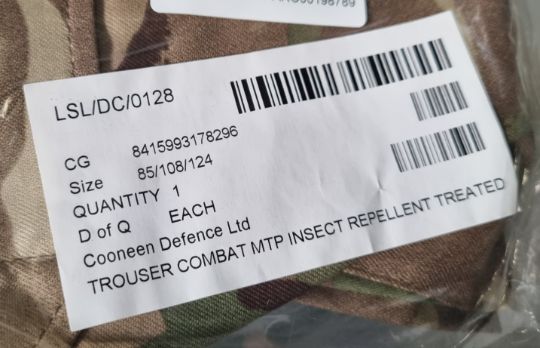 LSL/DC/0128
CG 8415993178296
Size 85/108/124
QUANTITY 1
D of Q EACH
Cooneen Defence Ltd
TROUSER COMBAT MTP INSECT REPELLENT TREATED